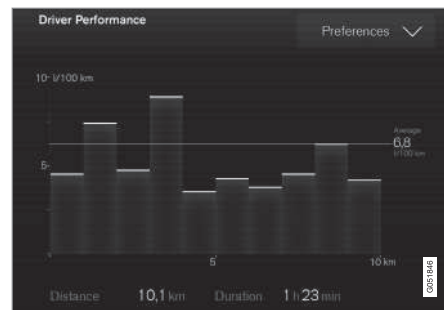 Driver Performance
Preferences
10 l/100 km
Average
6,8
l/100 km
5
5
10 km
Distance 10,1 km Duration 1 h 23 min
G051846